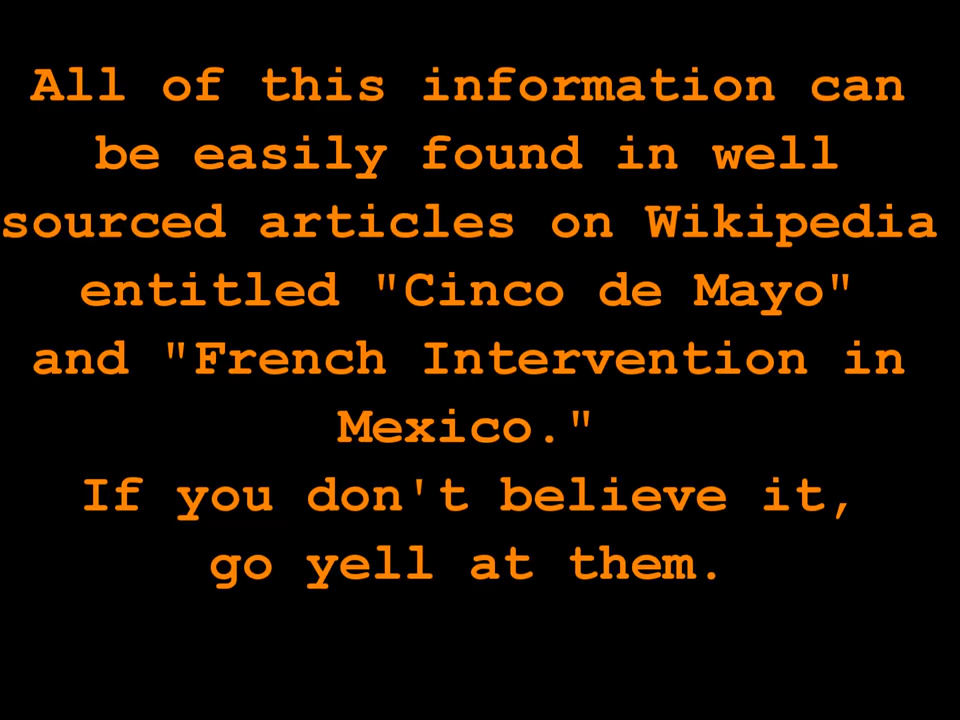 All of this information can
be easily found in well
sourced articles on Wikipedia
entitled "Cinco de Mayo"
and "French Intervention in
Mexico."
If you don't believe it,
go yell at them.